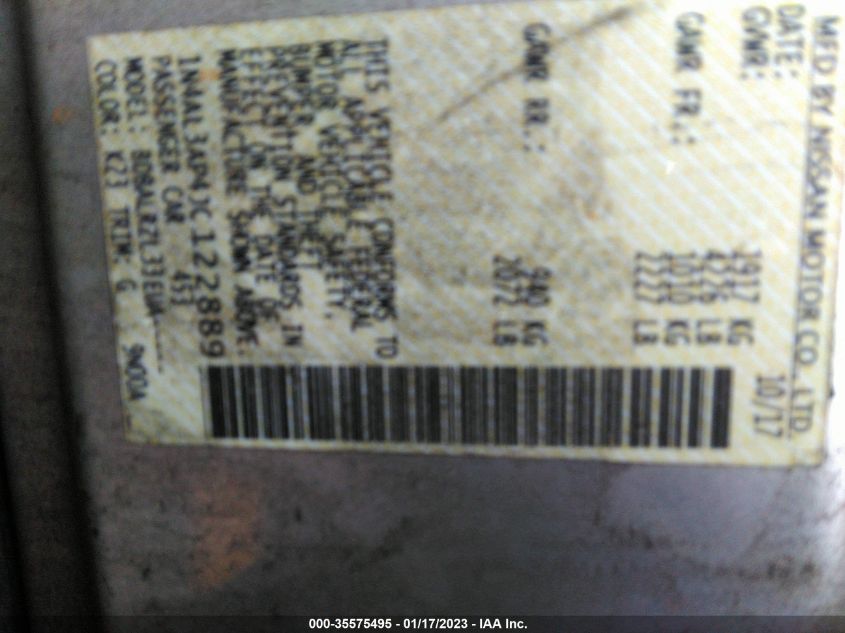 MFD BY NISSAN MOTOR CO., LTD.
DATE: 10/17
GVWR: 1917 KG
4226 LB
GAWR FR.: 1010 KG
2227 LB
GAWR RR.: 940 KG
2072 LB
THIS VEHICLE CONFORMS TO
ALL APPLICABLE FEDERAL
MOTOR VEHICLE SAFETY,
BUMPER AND THEFT
PREVENTION STANDARDS IN
EFFECT ON THE DATE OF
MANUFACTURE SHOWN ABOVE.
1N4AL3AP4JC122889
PASSENGER CAR 453
MODEL:
COLOR: K23 TRIM: G 9N00A
000-35575495 - 01/17/2023 - IAA Inc.